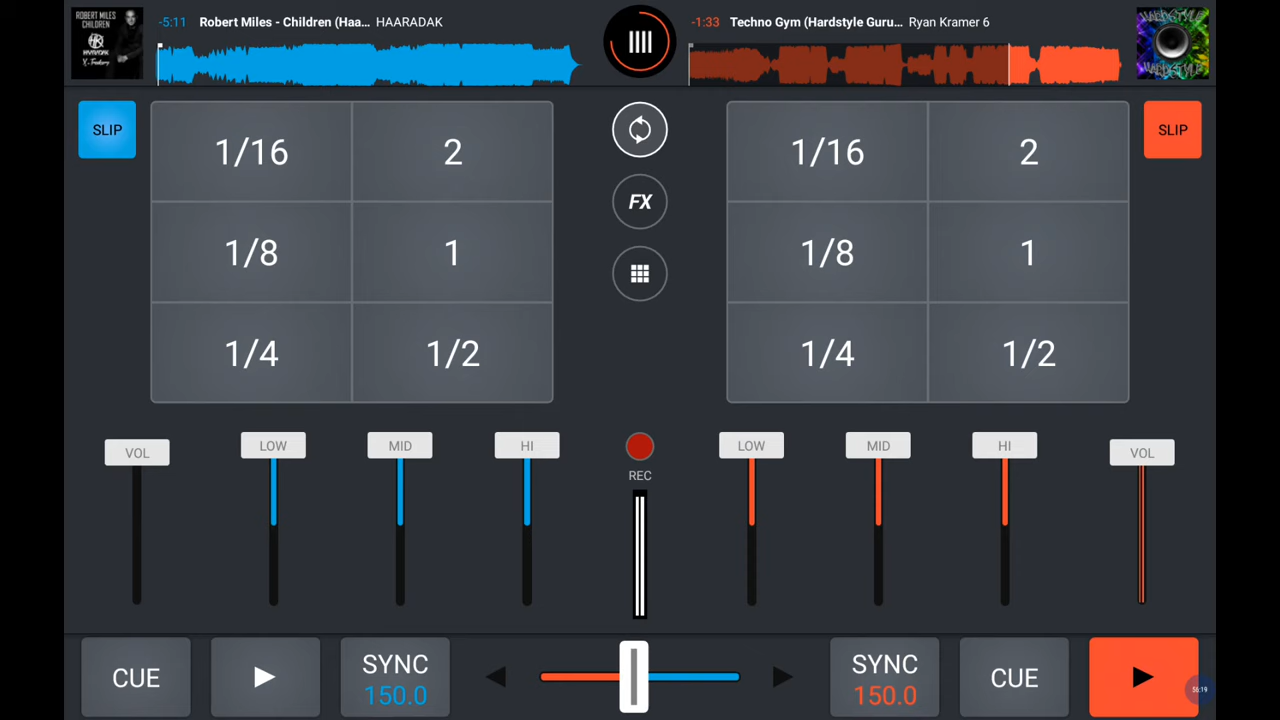 ROBERT MILES
CHILDREN
-5:11 Robert Miles - Children (Haa... HAARADAK
-1:33 Techno Gym (Hardstyle Guru... Ryan Kramer 6
SLIP
1/16 2
1/8 1
1/4 1/2
FX
1/16 2
1/8 1
1/4 1/2
SLIP
VOL LOW MID HI
REC
LOW MID HI VOL
CUE SYNC
150.0
SYNC CUE
150.0
56:19